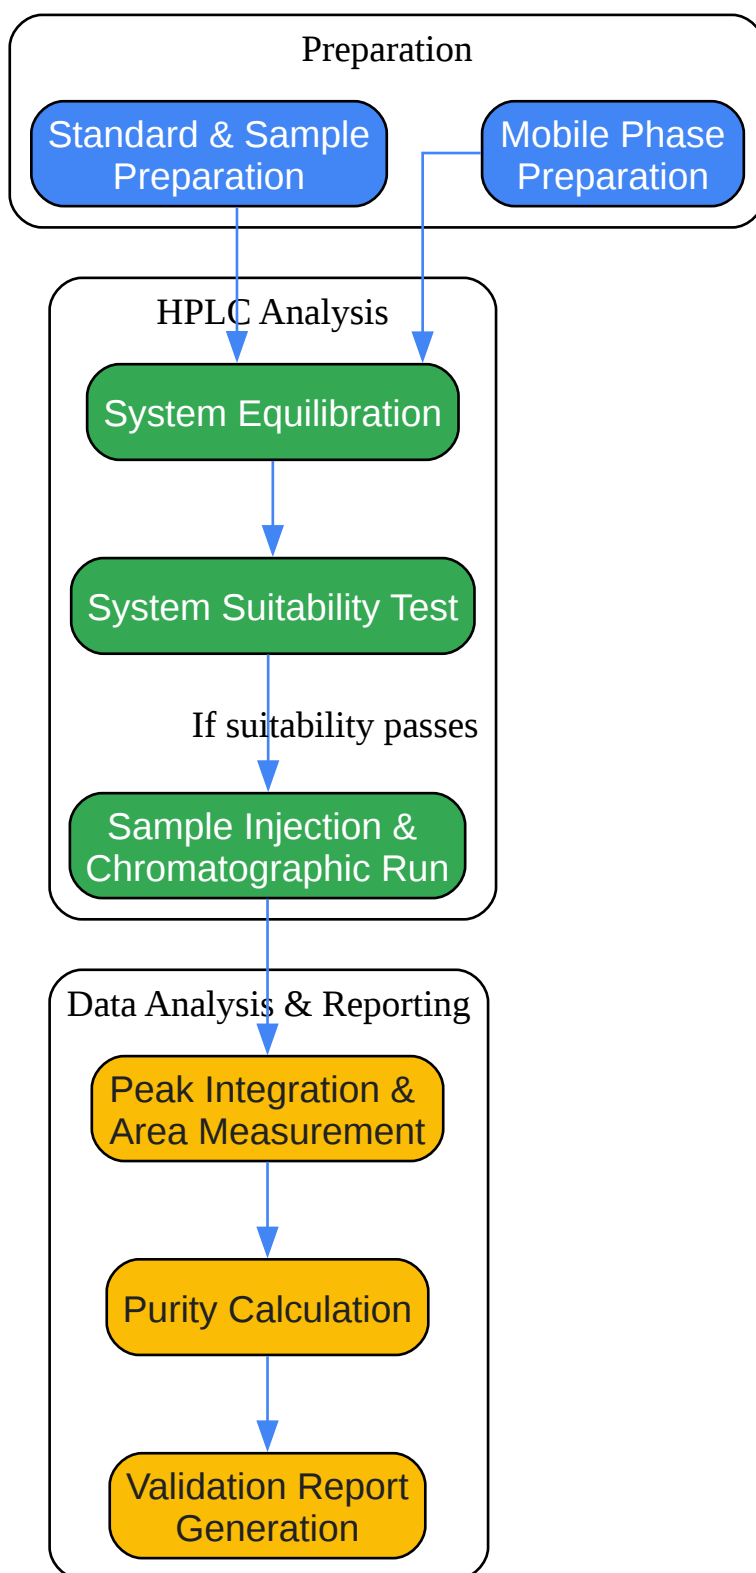 Preparation
Standard & Sample
Preparation
Mobile Phase
Preparation
HPLC Analysis
System Equilibration
System Suitability Test
If suitability passes
Sample Injection &
Chromatographic Run
Data Analysis & Reporting
Peak Integration &
Area Measurement
Purity Calculation
Validation Report
Generation